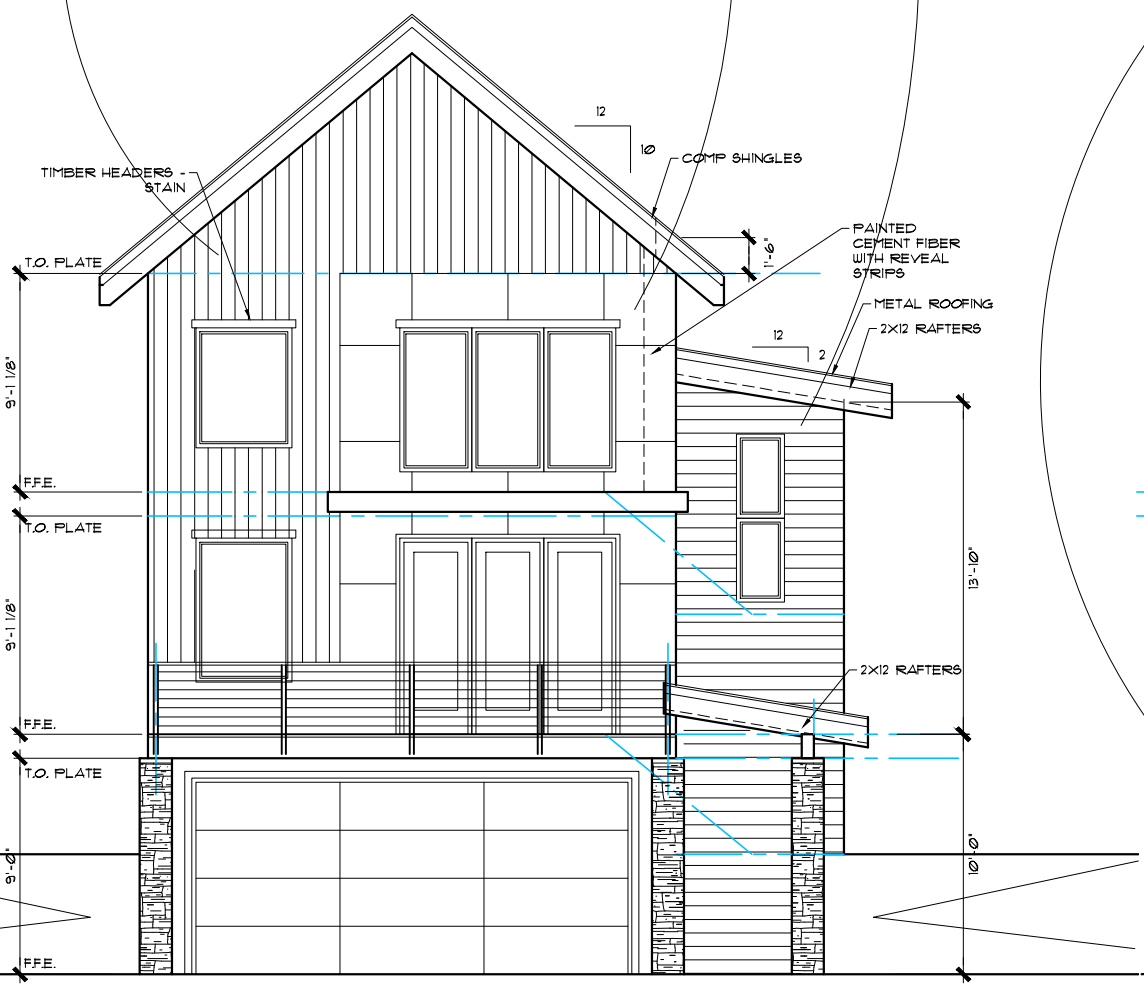 12
10
COMP SHINGLES
TIMBER HEADERS -
STAIN
PAINTED
CEMENT FIBER
WITH REVEAL
STRIPS
1'-6"
T.O. PLATE
METAL ROOFING
2X12 RAFTERS
12
2
9'-1 1/8"
F.F.E.
T.O. PLATE
13'-10"
9'-1 1/8"
2X12 RAFTERS
F.F.E.
T.O. PLATE
9'-0"
10'-0"
F.F.E.